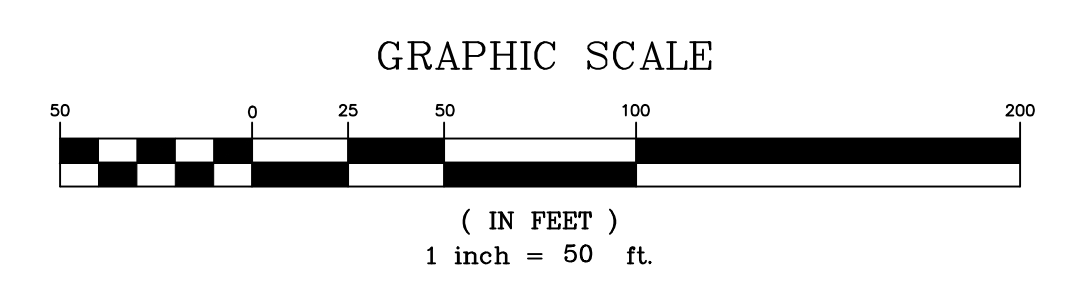 GRAPHIC SCALE
50 0 25 50 100 200
( IN FEET )
1 inch = 50 ft.